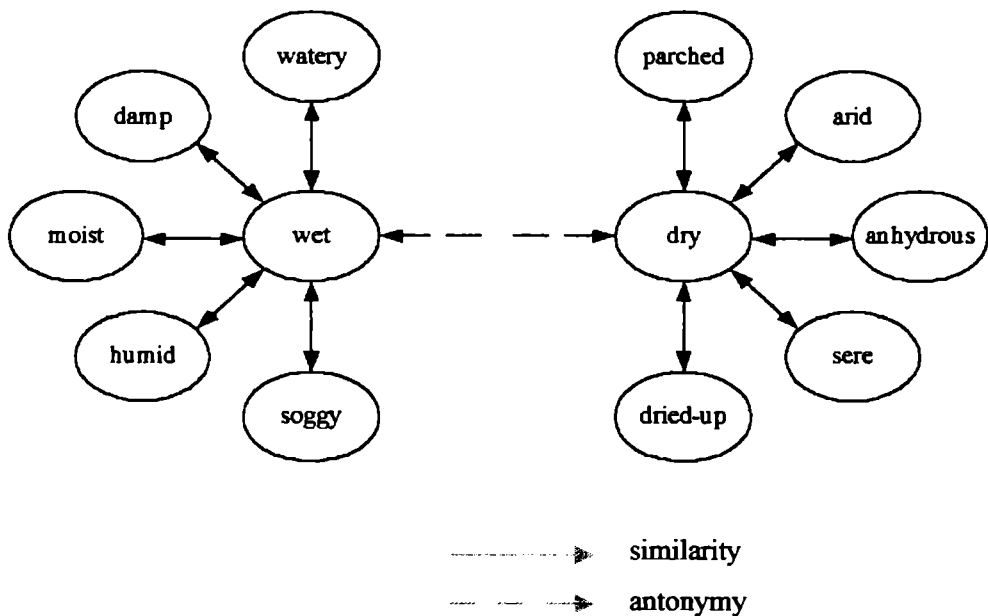 watery
parched
damp
arid
moist
wet
dry
anhydrous
humid
sere
soggy
dried-up
similarity
antonymy